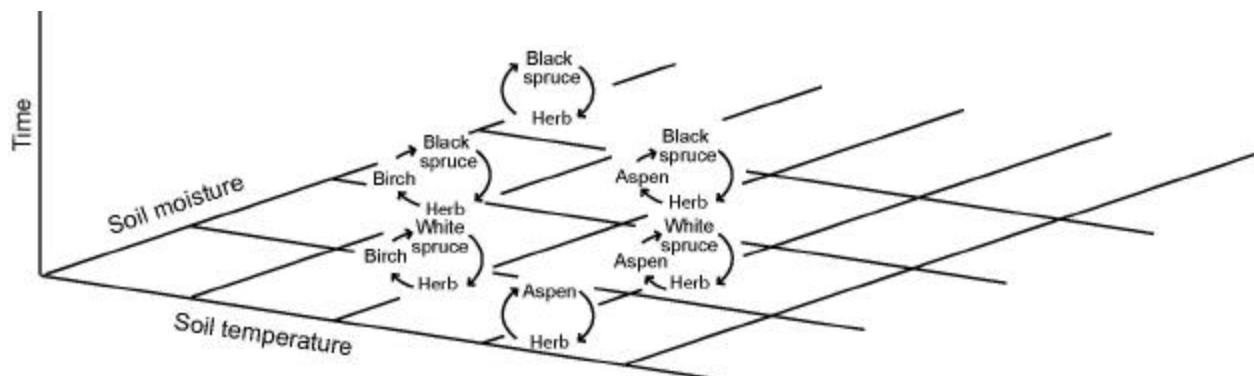 Time
Soil moisture
Soil temperature
Black
spruce
Herb
Black
spruce
Birch
Herb
Black
spruce
Aspen
Herb
White
spruce
Birch
Herb
White
spruce
Aspen
Herb
Aspen
Herb